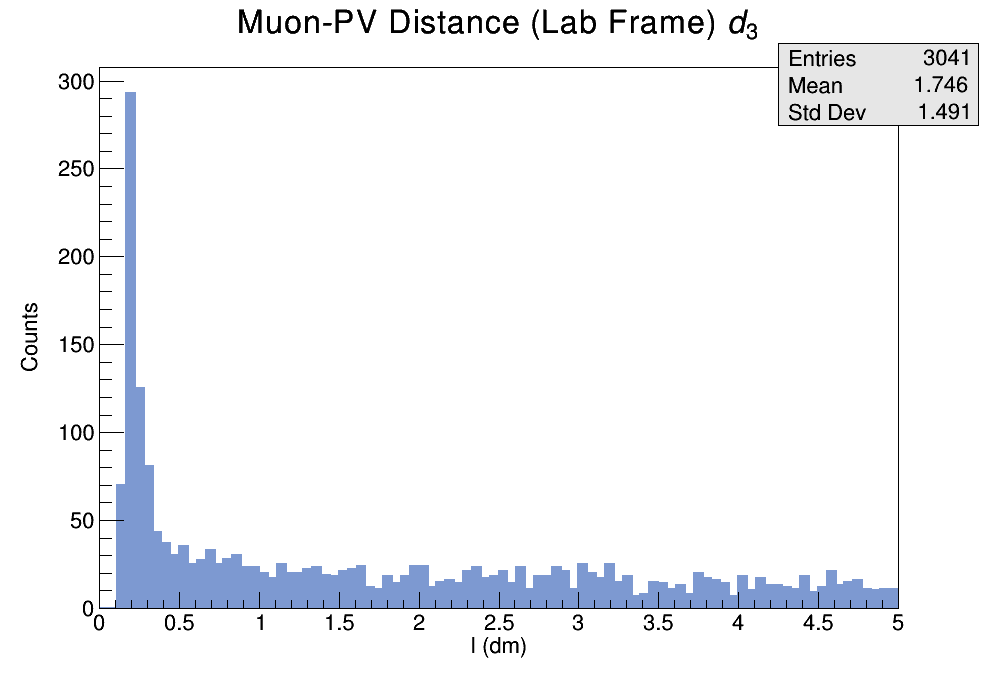 Muon-PV Distance (Lab Frame) d3
Entries 3041
Mean 1.746
Std Dev 1.491
300
250
200
150
100
50
0
Counts
0 0.5 1 1.5 2 2.5 3 3.5 4 4.5 5
l (dm)